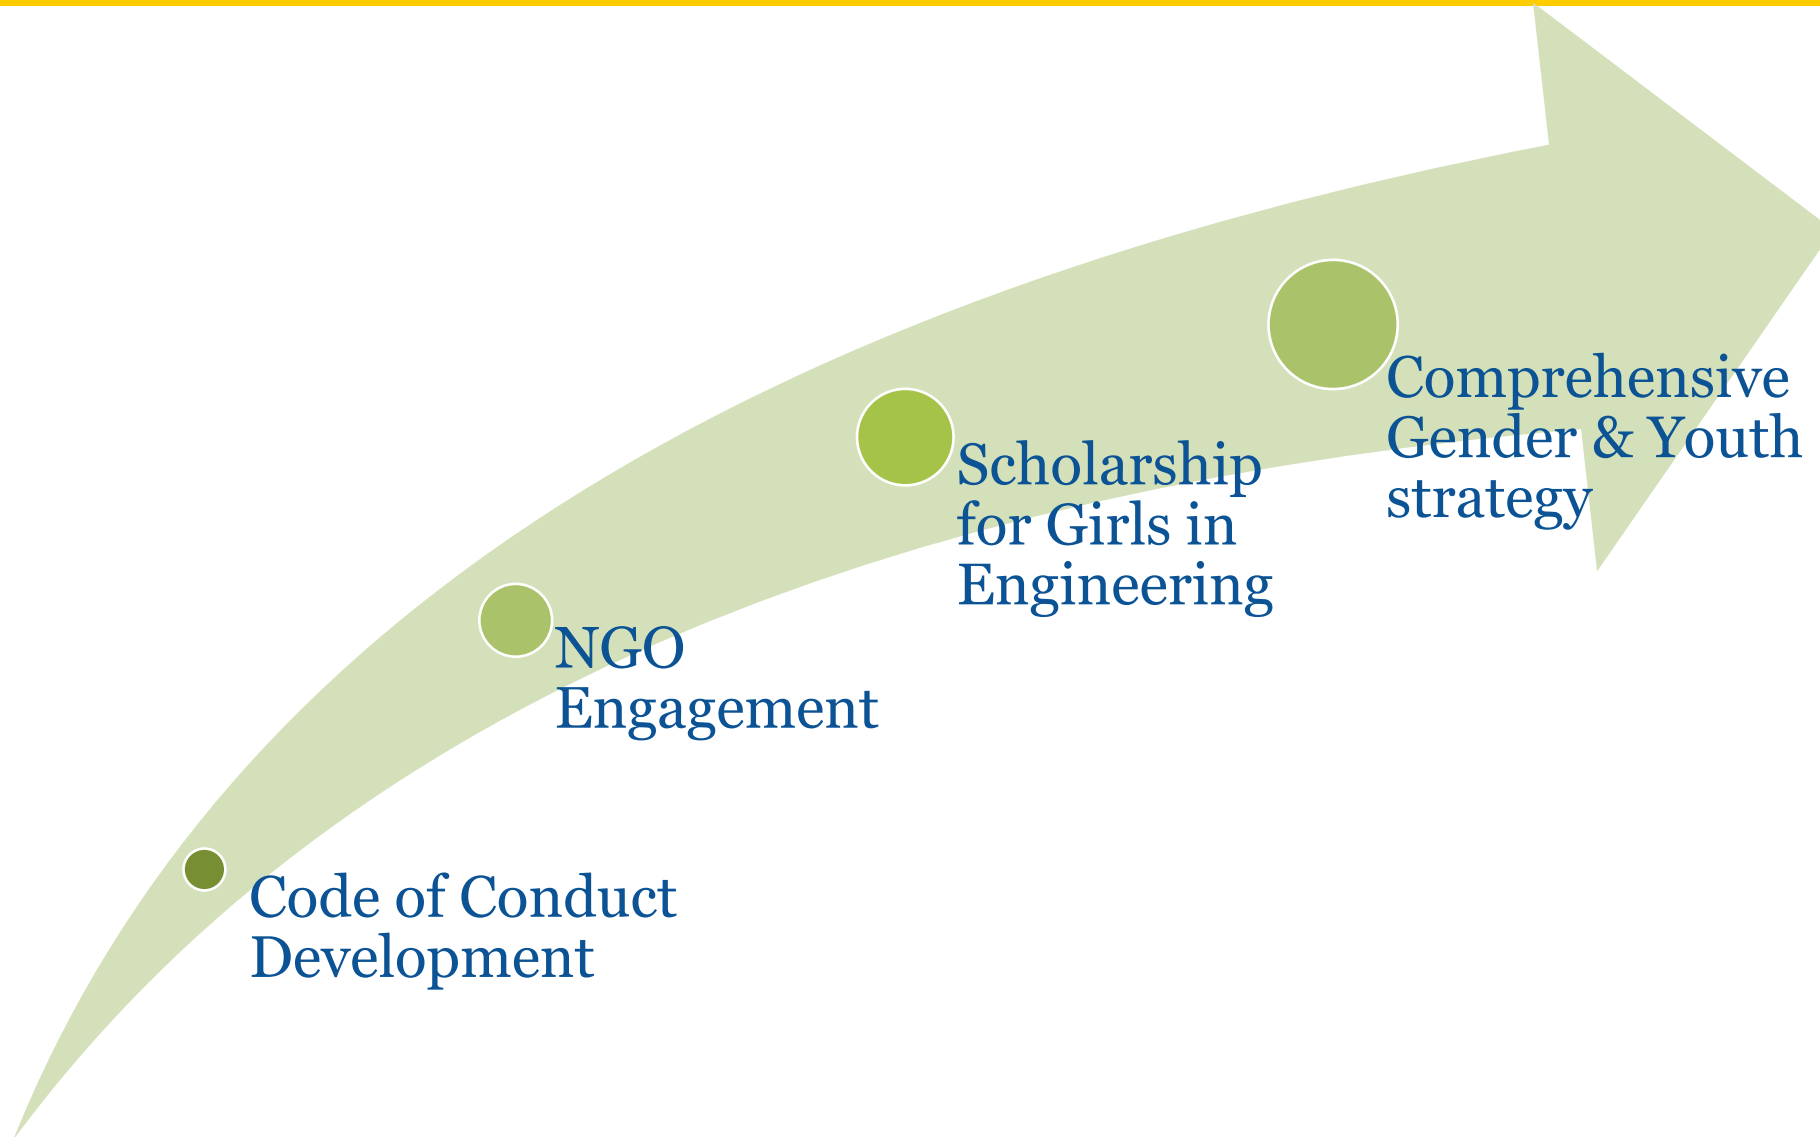 Code of Conduct
Development
NGO
Engagement
Scholarship
for Girls in
Engineering
Comprehensive
Gender & Youth
strategy